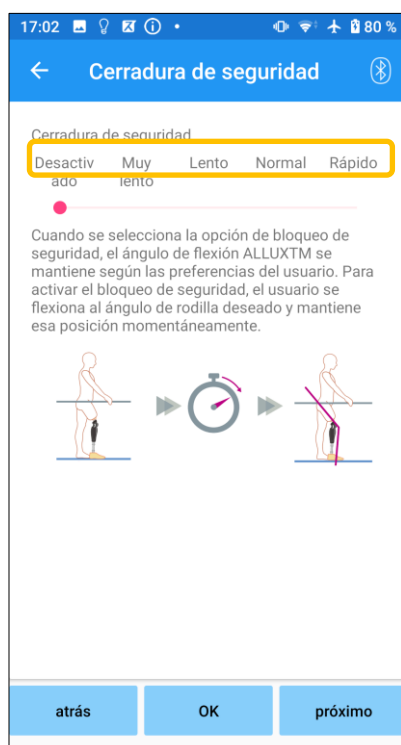 17:02 80 %
Cerradura de seguridad
Cerradura de seguridad
Desactiv Muy Lento Normal Rápido
ado lento
Cuando se selecciona la opción de bloqueo de
seguridad, el ángulo de flexión ALLUXTM se
mantiene según las preferencias del usuario. Para
activar el bloqueo de seguridad, el usuario se
flexiona al ángulo de rodilla deseado y mantiene
esa posición momentáneamente.
atrás OK próximo